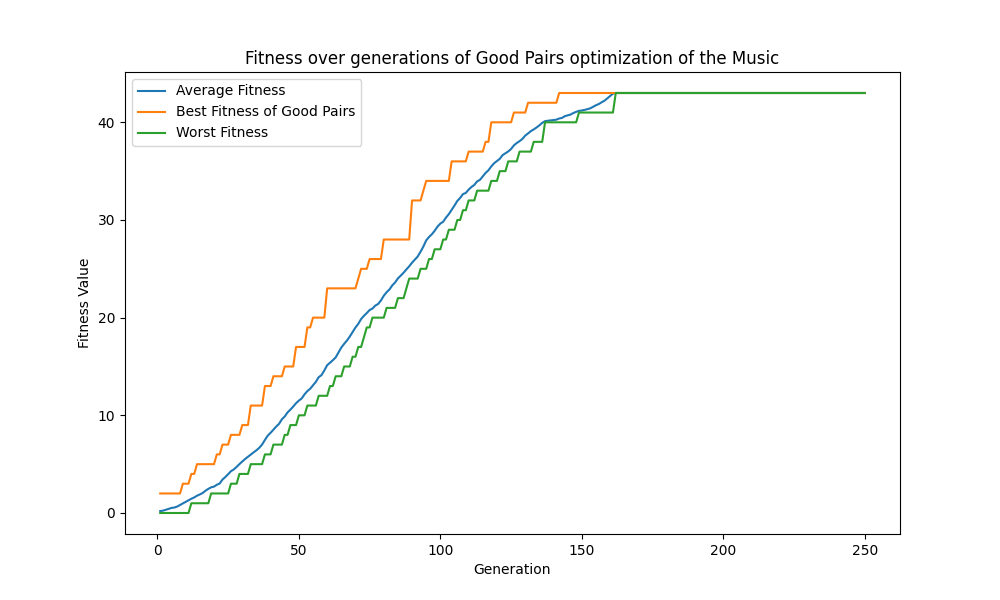 Fitness over generations of Good Pairs optimization of the Music
Average Fitness
Best Fitness of Good Pairs
Worst Fitness
40
30
20
10
0
Fitness Value
0 50 100 150 200 250
Generation